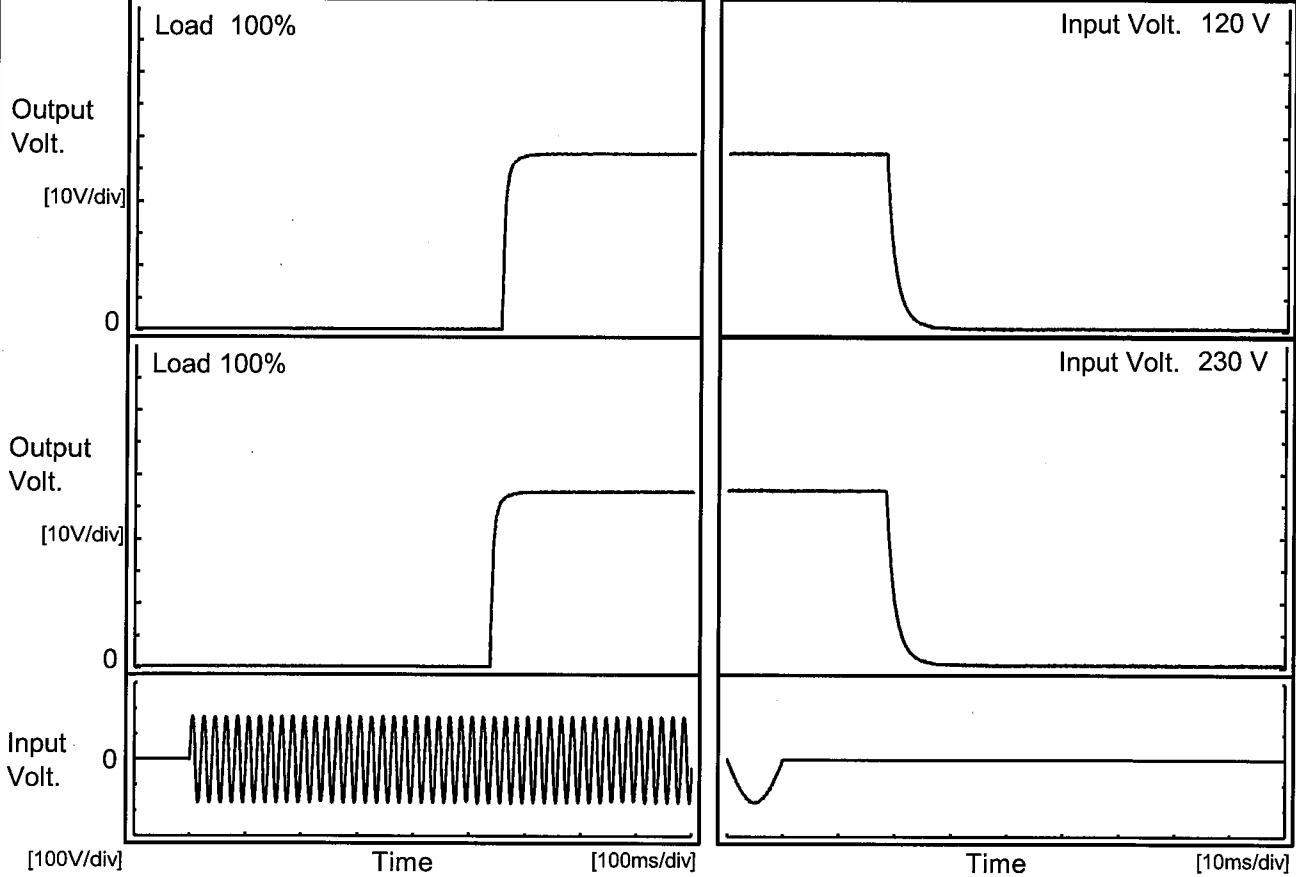 Load 100%
Input Volt. 120 V
Output
Volt.
[10V/div]
0
Load 100%
Input Volt. 230 V
Output
Volt.
[10V/div]
0
Input
Volt.
0
[100V/div]
Time
[100ms/div]
Time
[10ms/div]